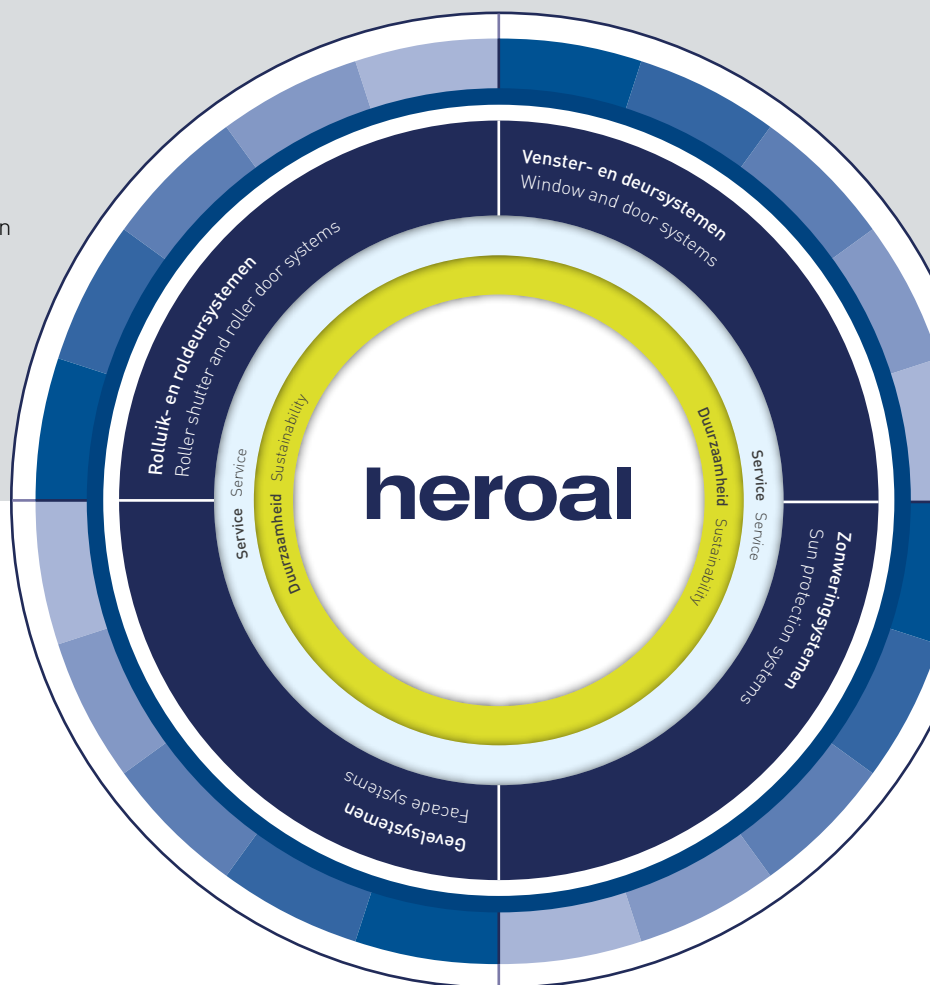 n
Venster- en deursystemen
Window and door systems
Rolluik- en roldeursystemen
Roller shutter and roller door systems
Service Service
Duurzaamheid Sustainability
heroal
Duurzaamheid Sustainability
Service Service
Zonweringsystemen
Sun protection systems
Gevelsystemen
Facade systems